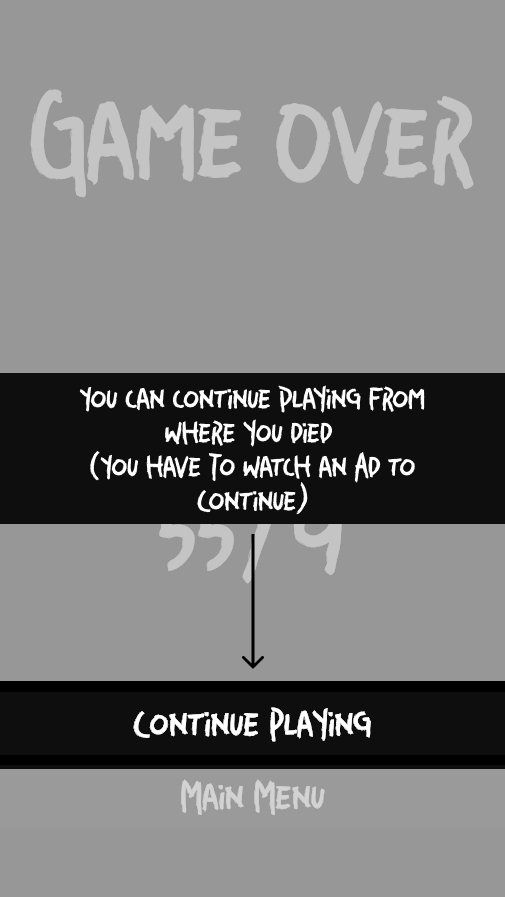 GAME OVER
YOU CAN CONTINUE PLAYING FROM
WHERE YOU DIED
(YOU HAVE TO WATCH AN AD TO
CONTINUE)
CONTINUE PLAYING
MAIN MENU